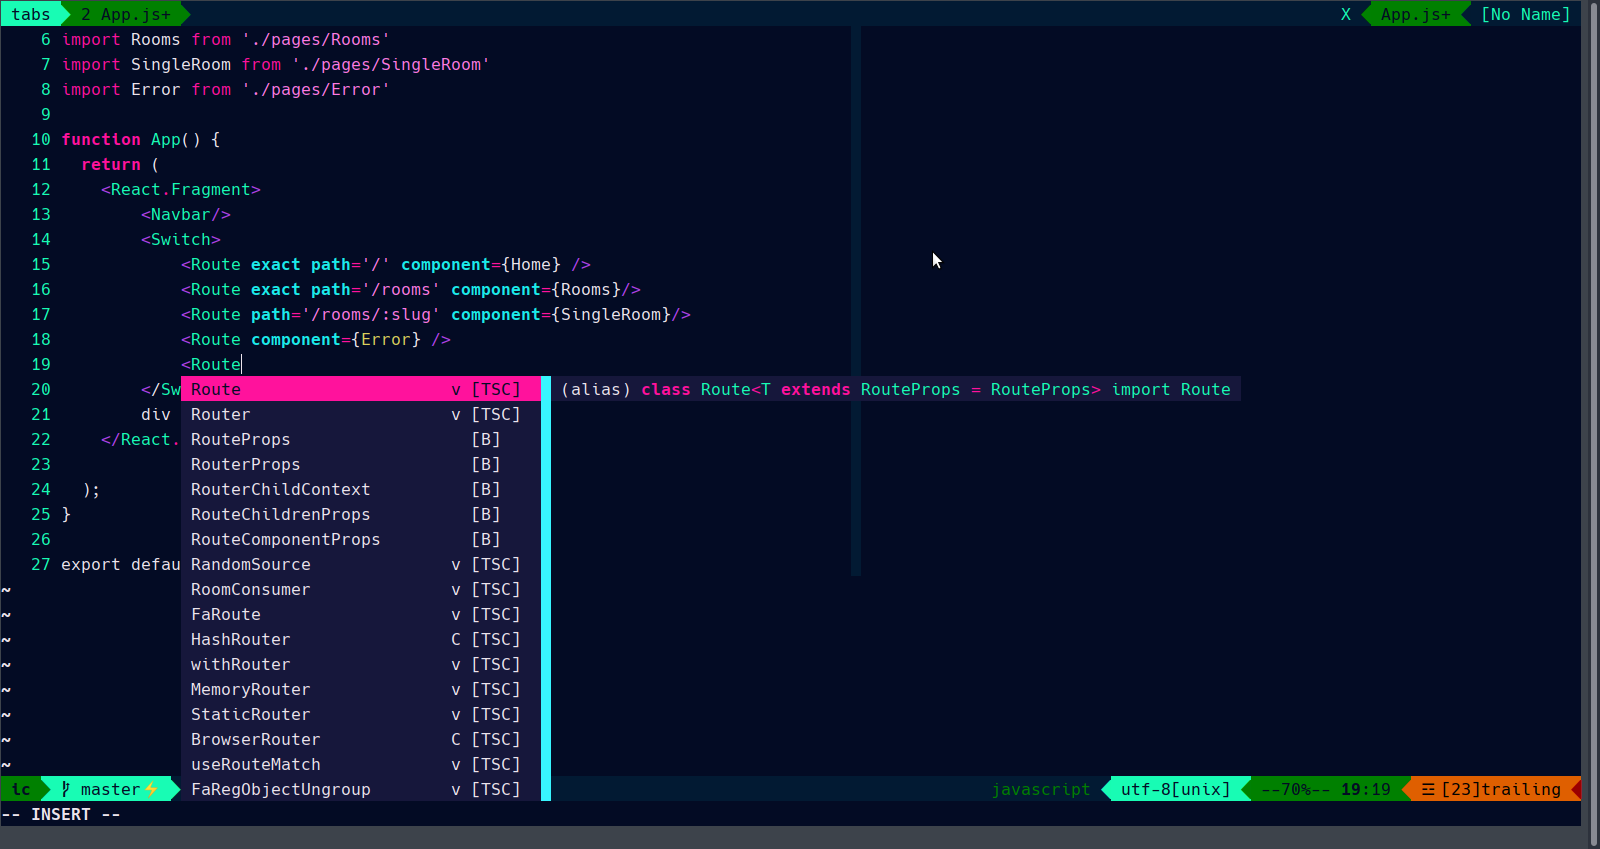 tabs 2 App.js+ X App.js+ [No Name]
6 import Rooms from './pages/Rooms'
7 import SingleRoom from './pages/SingleRoom'
8 import Error from './pages/Error'
9
10 function App() {
11   return (
12     <React.Fragment>
13         <Navbar/>
14         <Switch>
15             <Route exact path='/' component={Home} />
16             <Route exact path='/rooms' component={Rooms}/>
17             <Route path='/rooms/:slug' component={SingleRoom}/>
18             <Route component={Error} />
19             <Route
20         </Sw Route v [TSC] (alias) class Route<T extends RouteProps = RouteProps> import Route
21         div Router v [TSC]
22     </React. RouteProps [B]
23 RouterProps [B]
24   ); RouterChildContext [B]
25 } RouteChildrenProps [B]
26 RouteComponentProps [B]
27 export defau RandomSource v [TSC]
~ RoomConsumer v [TSC]
~ FaRoute v [TSC]
~ HashRouter C [TSC]
~ withRouter v [TSC]
~ MemoryRouter v [TSC]
~ StaticRouter v [TSC]
~ BrowserRouter C [TSC]
~ useRouteMatch v [TSC]
ic master⚡ FaRegObjectUngroup v [TSC] javascript utf-8[unix] --70%-- 19:19 ☲ [23]trailing
-- INSERT --